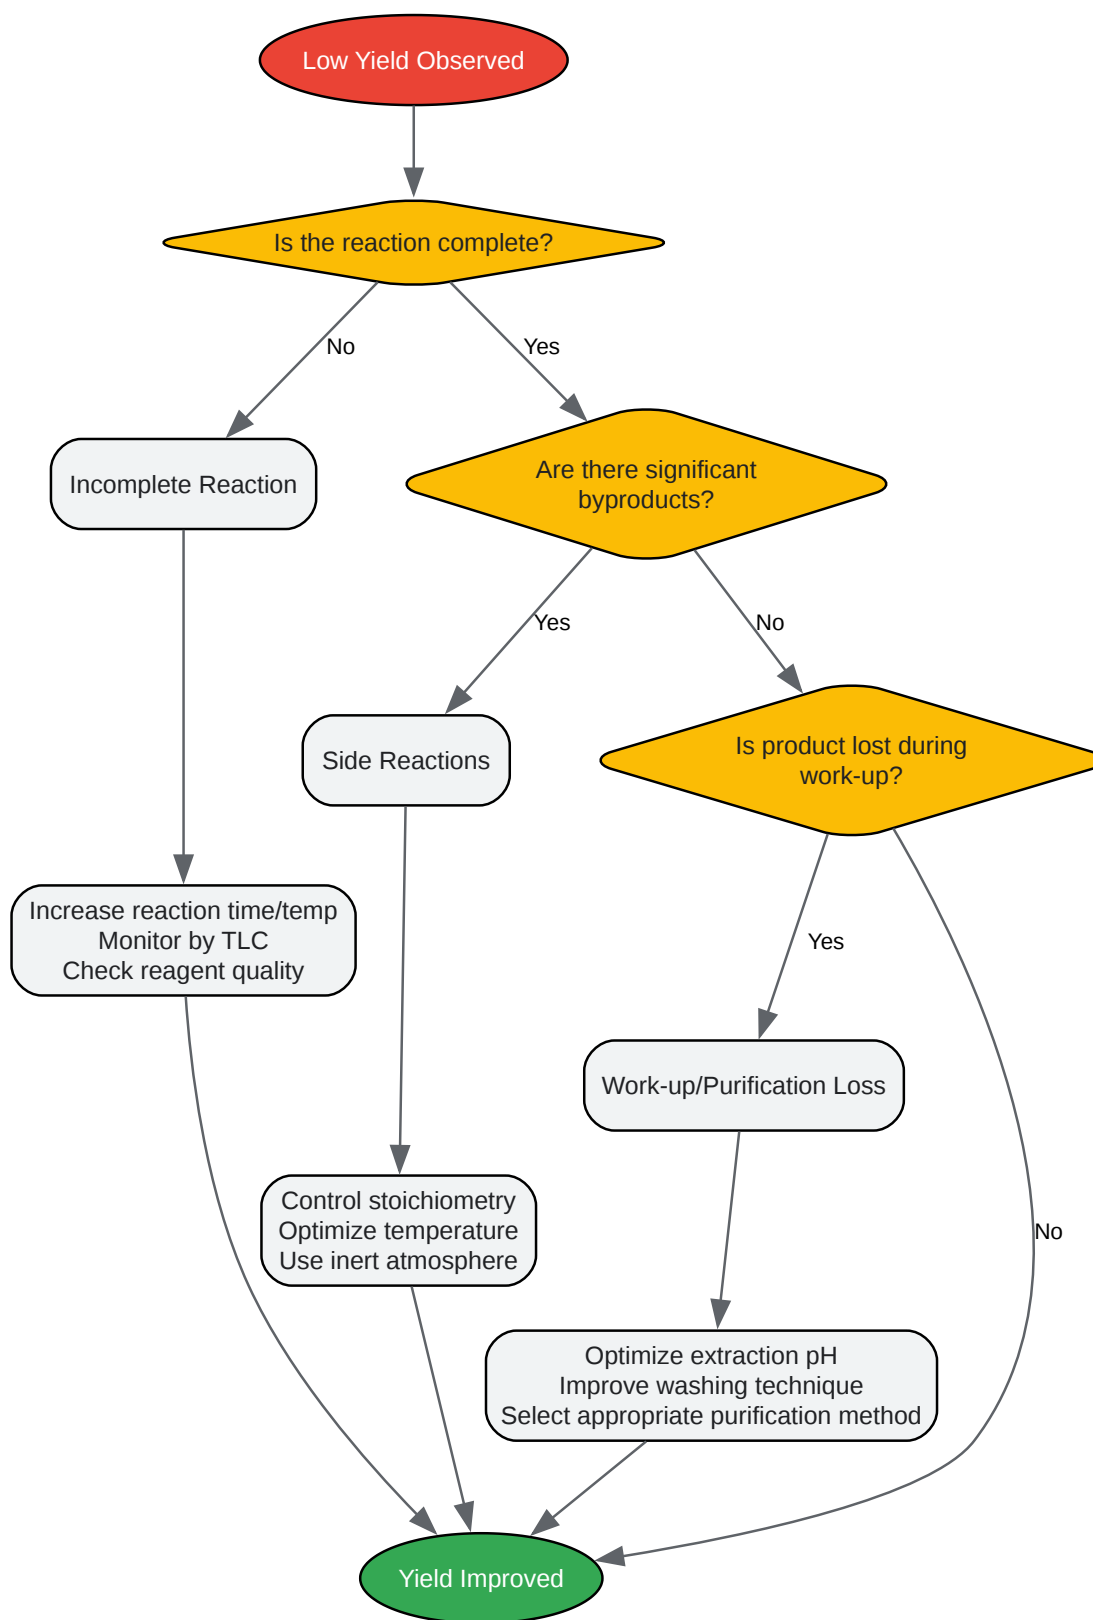 Low Yield Observed
Is the reaction complete?
No
Yes
Incomplete Reaction
Are there significant
byproducts?
Yes
No
Side Reactions
Is product lost during
work-up?
Increase reaction time/temp
Monitor by TLC
Check reagent quality
Yes
Work-up/Purification Loss
Control stoichiometry
Optimize temperature
Use inert atmosphere
No
Optimize extraction pH
Improve washing technique
Select appropriate purification method
Yield Improved